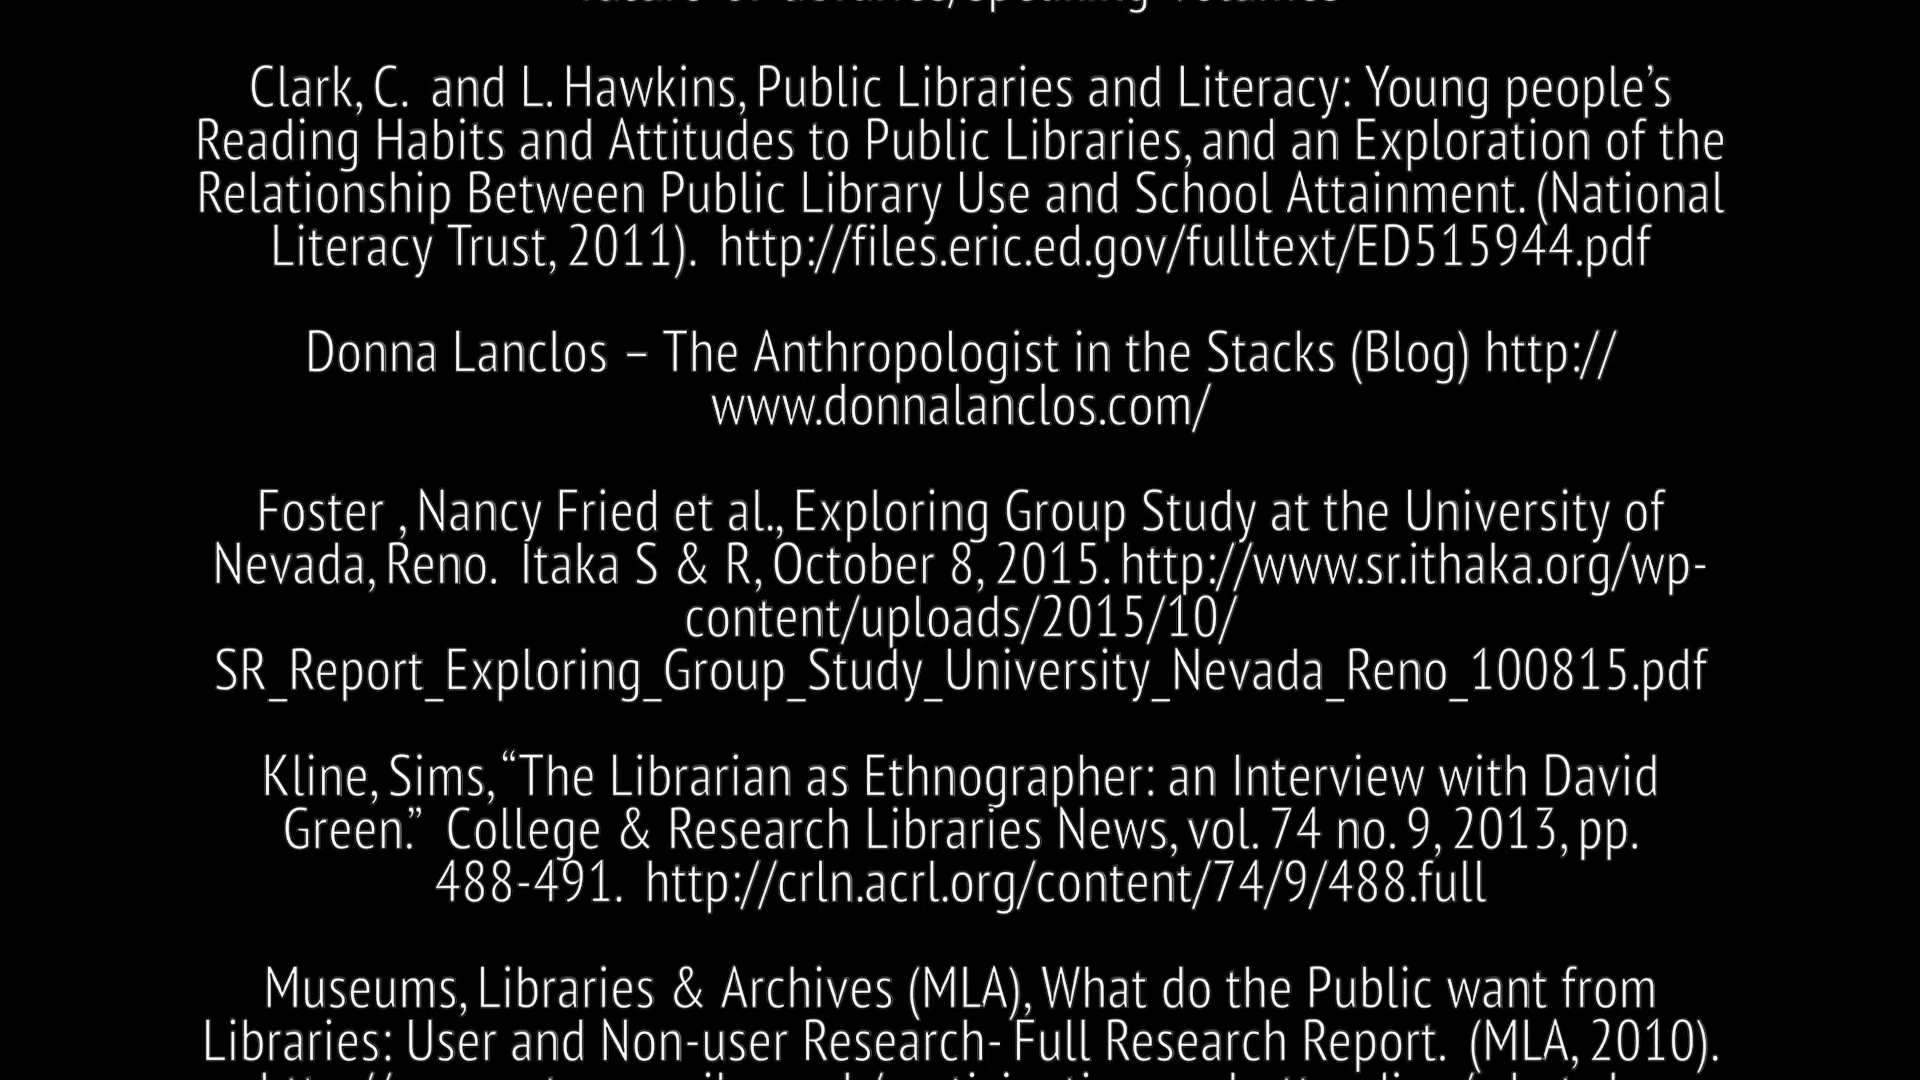 Clark, C.  and L. Hawkins, Public Libraries and Literacy: Young people’s
Reading Habits and Attitudes to Public Libraries, and an Exploration of the
Relationship Between Public Library Use and School Attainment. (National
Literacy Trust, 2011).  http://files.eric.ed.gov/fulltext/ED515944.pdf
Donna Lanclos – The Anthropologist in the Stacks (Blog) http://
www.donnalanclos.com/
Foster , Nancy Fried et al., Exploring Group Study at the University of
Nevada, Reno.  Itaka S & R, October 8, 2015. http://www.sr.ithaka.org/wp-
content/uploads/2015/10/
SR_Report_Exploring_Group_Study_University_Nevada_Reno_100815.pdf
Kline, Sims, “The Librarian as Ethnographer: an Interview with David
Green.”  College & Research Libraries News, vol. 74 no. 9, 2013, pp.
488-491.  http://crln.acrl.org/content/74/9/488.full
Museums, Libraries & Archives (MLA), What do the Public want from
Libraries: User and Non-user Research- Full Research Report.  (MLA, 2010).